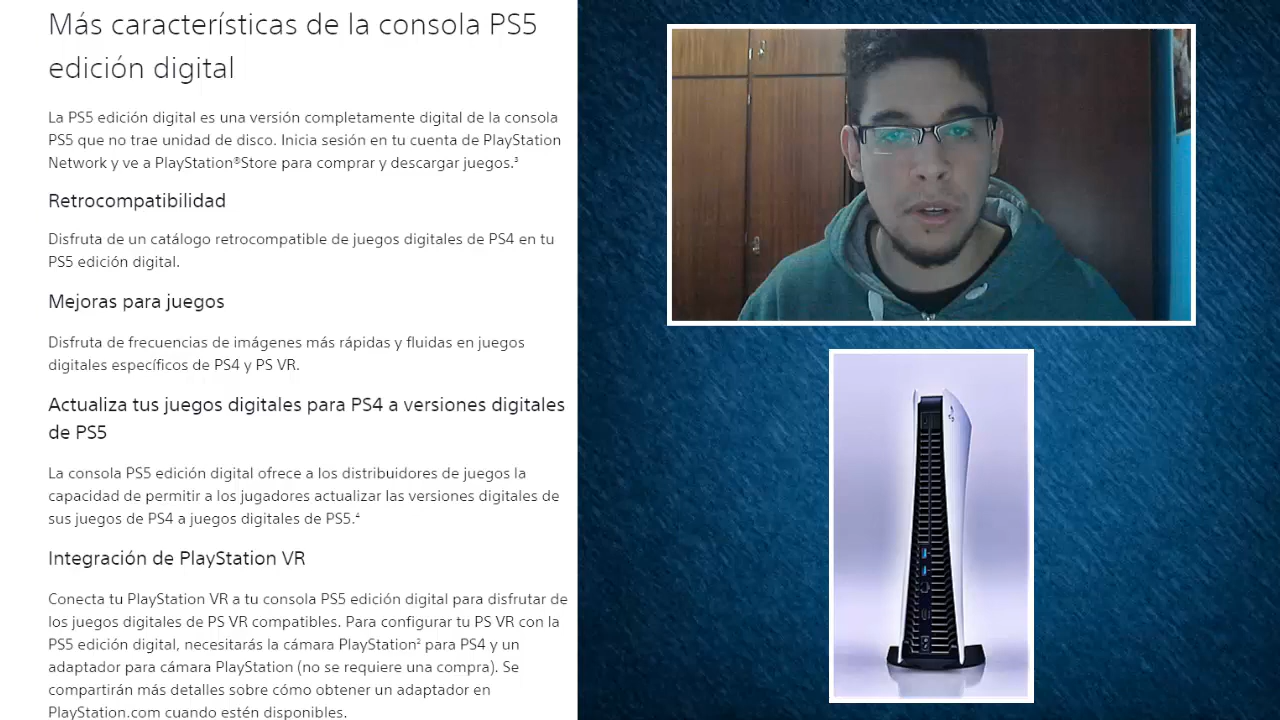 Más características de la consola PS5
edición digital
La PS5 edición digital es una versión completamente digital de la consola
PS5 que no trae unidad de disco. Inicia sesión en tu cuenta de PlayStation
Network y ve a PlayStation®Store para comprar y descargar juegos.³
Retrocompatibilidad
Disfruta de un catálogo retrocompatible de juegos digitales de PS4 en tu
PS5 edición digital.
Mejoras para juegos
Disfruta de frecuencias de imágenes más rápidas y fluidas en juegos
digitales específicos de PS4 y PS VR.
Actualiza tus juegos digitales para PS4 a versiones digitales
de PS5
La consola PS5 edición digital ofrece a los distribuidores de juegos la
capacidad de permitir a los jugadores actualizar las versiones digitales de
sus juegos de PS4 a juegos digitales de PS5.⁴
Integración de PlayStation VR
Conecta tu PlayStation VR a tu consola PS5 edición digital para disfrutar de
los juegos digitales de PS VR compatibles. Para configurar tu PS VR con la
PS5 edición digital, necesitas la cámara PlayStation² para PS4 y un
adaptador para cámara PlayStation (no se requiere una compra). Se
compartirán más detalles sobre cómo obtener un adaptador en
PlayStation.com cuando estén disponibles.